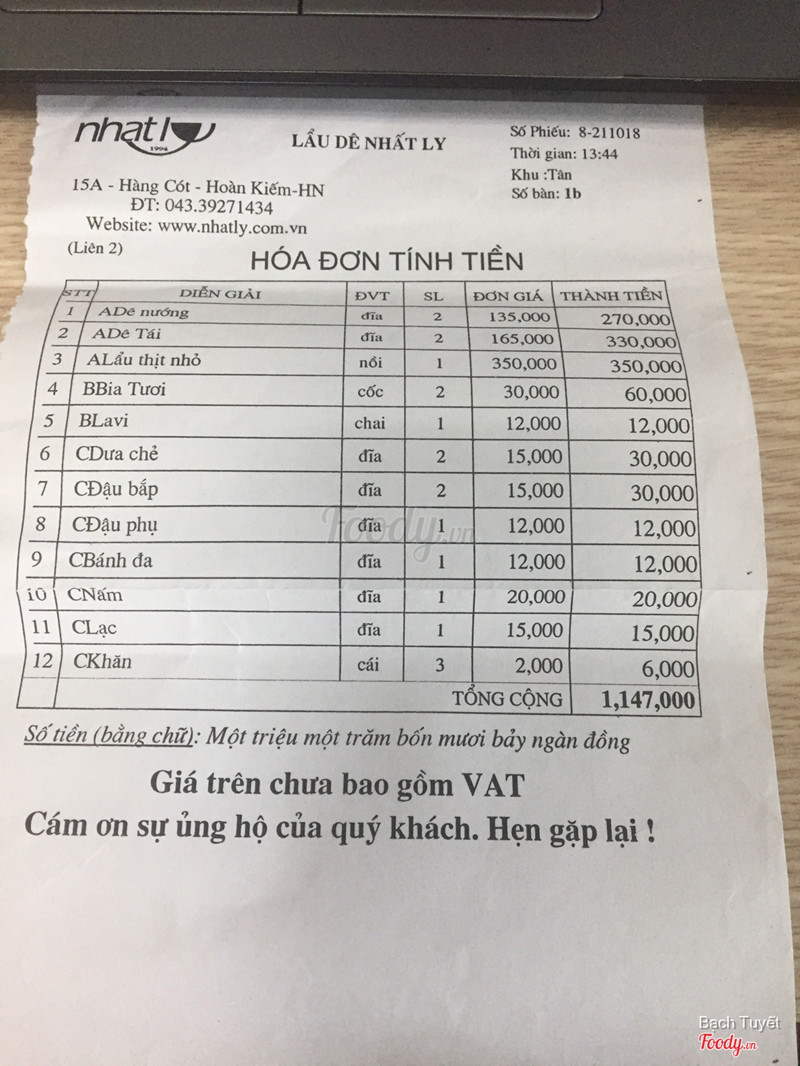 nhat ly
1994
LẨU DÊ NHẤT LY
Số Phiếu: 8-211018
Thời gian: 13:44
Khu :Tân
Số bàn: 1b
15A - Hàng Cót - Hoàn Kiếm-HN
ĐT: 043.39271434
Website: www.nhatly.com.vn
(Liên 2)
HÓA ĐƠN TÍNH TIỀN
STT DIỄN GIẢI ĐVT SL ĐƠN GIÁ THÀNH TIỀN
1 ADê nướng đĩa 2 135,000 270,000
2 ADê Tái đĩa 2 165,000 330,000
3 ALẩu thịt nhỏ nồi 1 350,000 350,000
4 BBia Tươi cốc 2 30,000 60,000
5 BLavi chai 1 12,000 12,000
6 CDưa chẻ đĩa 2 15,000 30,000
7 CĐậu bắp đĩa 2 15,000 30,000
8 CĐậu phụ đĩa 1 12,000 12,000
9 CBánh đa đĩa 1 12,000 12,000
10 CNấm đĩa 1 20,000 20,000
11 CLạc đĩa 1 15,000 15,000
12 CKhăn cái 3 2,000 6,000
TỔNG CỘNG 1,147,000
Số tiền (bằng chữ): Một triệu một trăm bốn mươi bảy ngàn đồng
Giá trên chưa bao gồm VAT
Cám ơn sự ủng hộ của quý khách. Hẹn gặp lại !
Foody.vn
Bạch Tuyết
Foody.vn